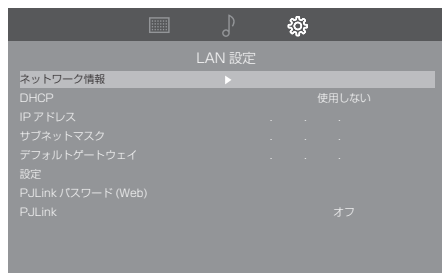 LAN 設定
ネットワーク情報
DHCP 使用しない
IP アドレス . . .
サブネットマスク . . .
デフォルトゲートウェイ . . .
設定
PJLink パスワード (Web)
PJLink オフ